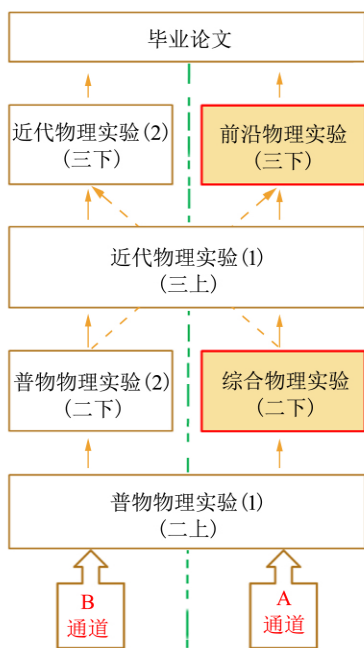 毕业论文
近代物理实验(2)
(三下)
前沿物理实验
(三下)
近代物理实验(1)
(三上)
普物物理实验(2)
(二下)
综合物理实验
(二下)
普物物理实验(1)
(二上)
B
通道
A
通道